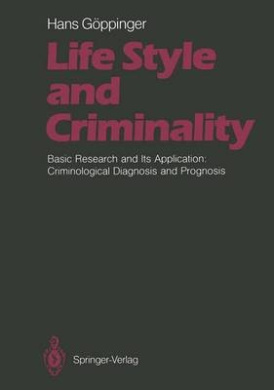 Hans Göppinger
Life Style
and
Criminality
Basic Research and Its Application:
Criminological Diagnosis and Prognosis
Springer-Verlag